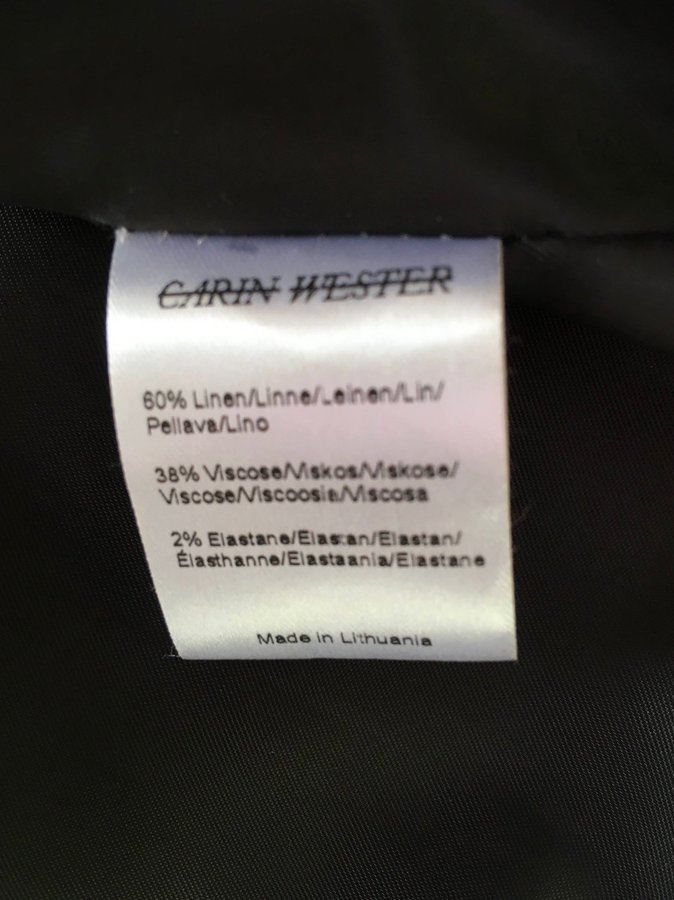 CARIN WESTER
60% Linen/Linne/Leinen/Lin/
Pellava/Lino
38% Viscose/Viskos/Viskose/
Viscose/Viscoosia/Viscosa
2% Elastane/Elastan/Elastan/
Élasthanne/Elastaania/Elastane
Made in Lithuania